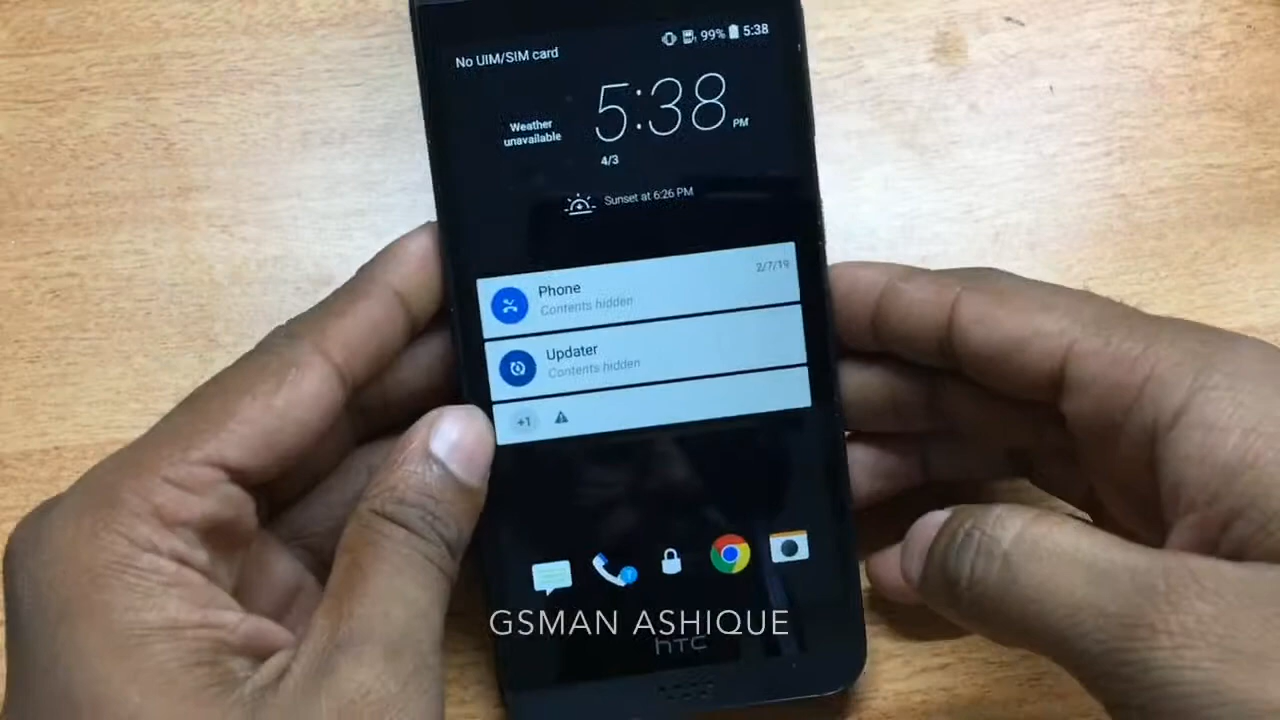 No UIM/SIM card
99% 5:38
Weather
unavailable
5:38 PM
4/3
Sunset at 6:26 PM
Phone 2/7/19
Contents hidden
Updater
Contents hidden
+1
GSMAN ASHIQUE
hTC